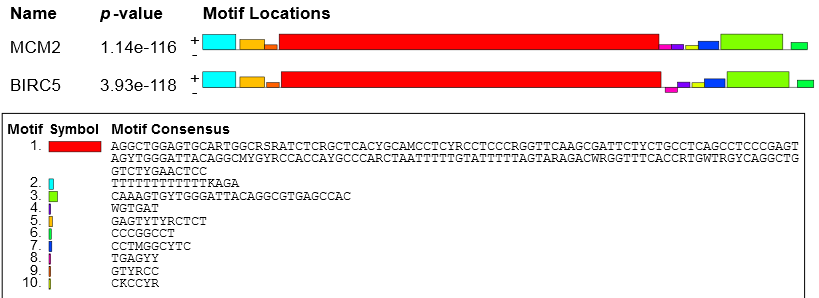 Name p-value Motif Locations
MCM2 1.14e-116 +
-
BIRC5 3.93e-118 +
-
Motif Symbol Motif Consensus
1. AGGCTGGAGTGCARTGGCRSRATCTCRGCTCACYGCAMCCTCYRCCTCCCRGGTTCAAGCGATTCTYCTGCCTCAGCCTCCCGAGT
AGYTGGGATTACAGGCMYGYRCCACCAYGCCCARCTAATTTTTGTATTTTTAGTARAGACWRGGTTTCACCRTGWTRGYCAGGCTG
GTCTYGAACTCC
2. TTTTTTTTTTTTKAGA
3. CAAAGTGYTGGGATTACAGGCGTGAGCCAC
4. WGTGAT
5. GAGTYTYRCTCT
6. CCCGGCCT
7. CCTMGGCYTC
8. TGAGYY
9. GTYRCC
10. CKCCYR